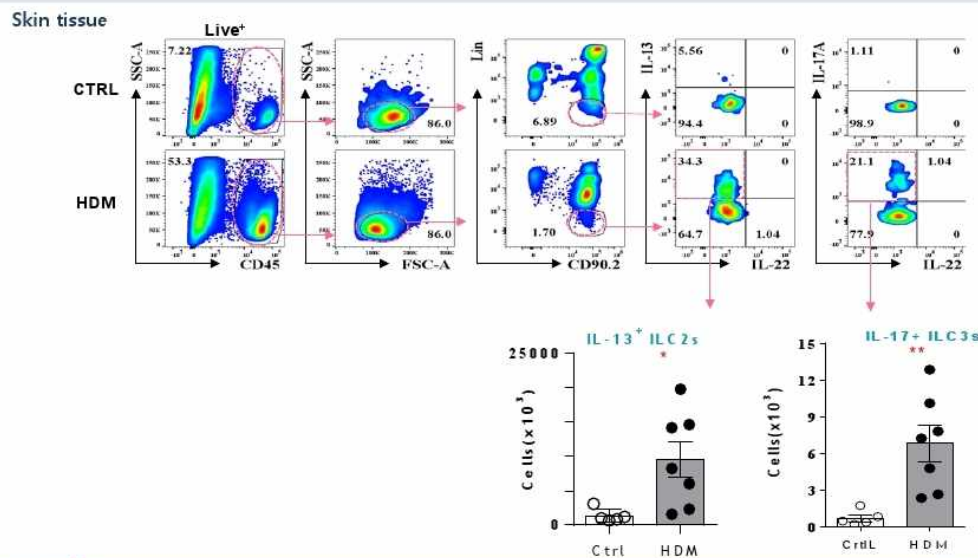 Skin tissue
Live⁺
CTRL
HDM
SSC-A
7.22
53.3
CD45
SSC-A
86.0
86.0
FSC-A
Lin
6.89
1.70
CD90.2
IL-13
5.56 0
94.4 0
34.3 0
64.7 1.04
IL-22
IL-17A
1.11 0
98.9 0
21.1 1.04
77.9 0
IL-22
IL-13⁺ ILC2s
*
25000
0
Cells(x10³)
Ctrl HDM
IL-17+ ILC3s
**
15
12
9
6
3
0
Cells(x10³)
CrtlL HDM